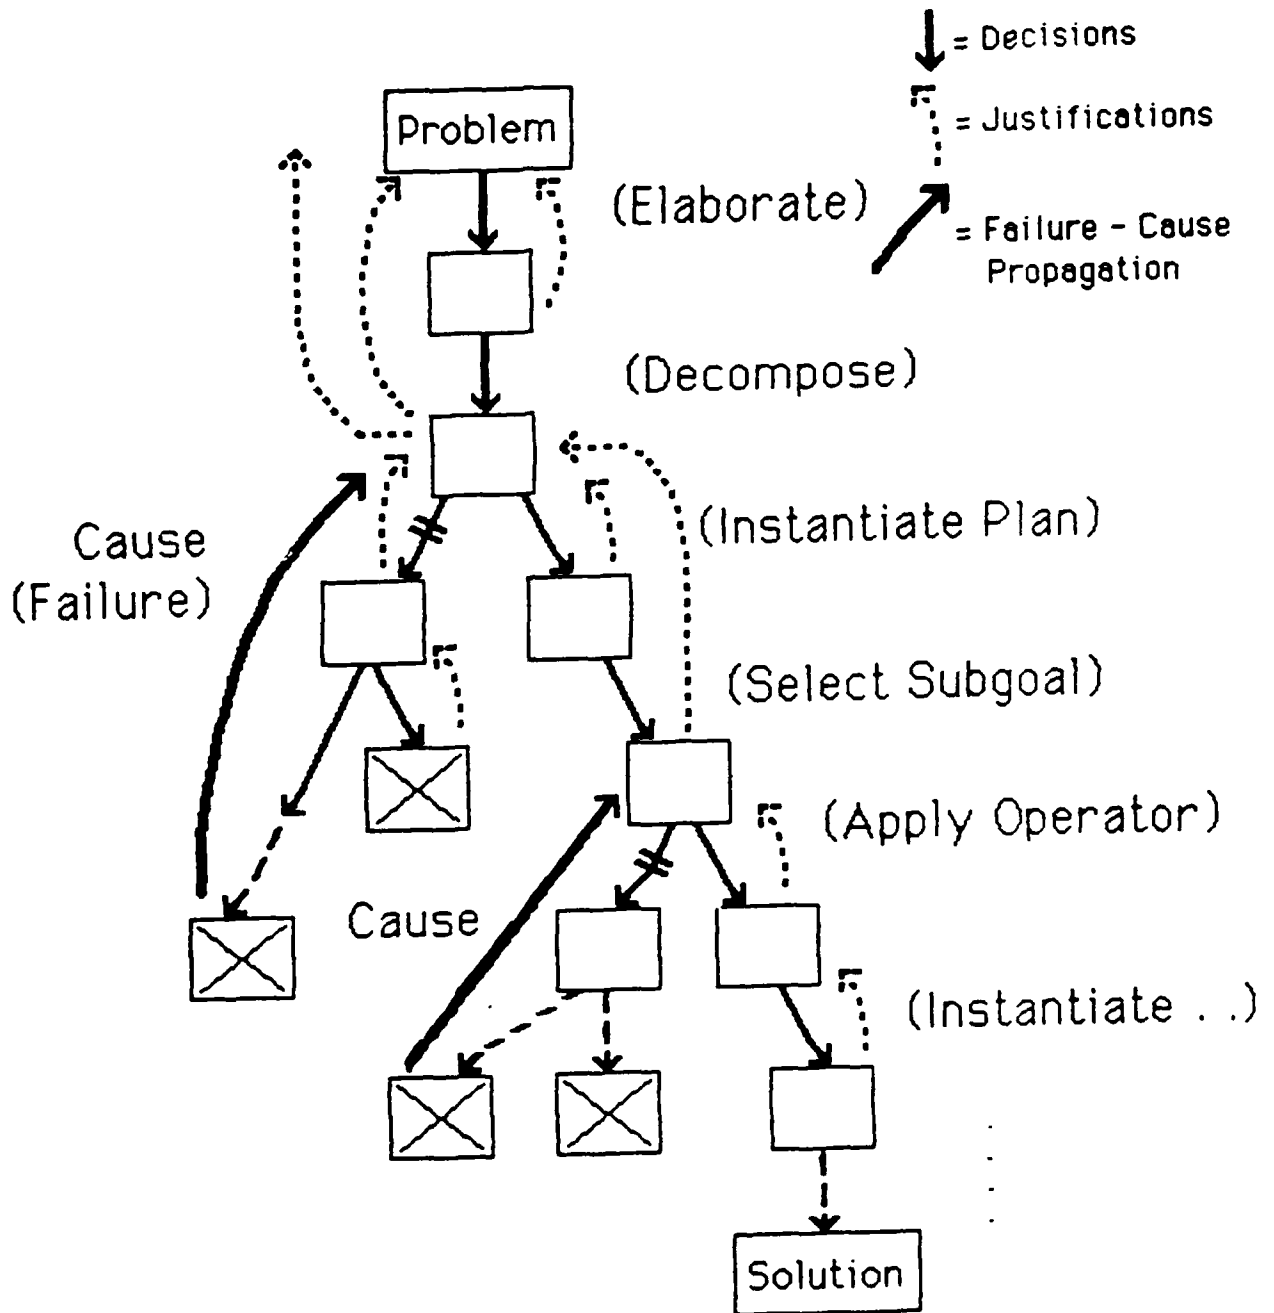 = Decisions
Problem
= Justifications
(Elaborate)
= Failure - Cause
Propagation
(Decompose)
Cause
(Failure)
(Instantiate Plan)
(Select Subgoal)
(Apply Operator)
Cause
(Instantiate . .)
Solution